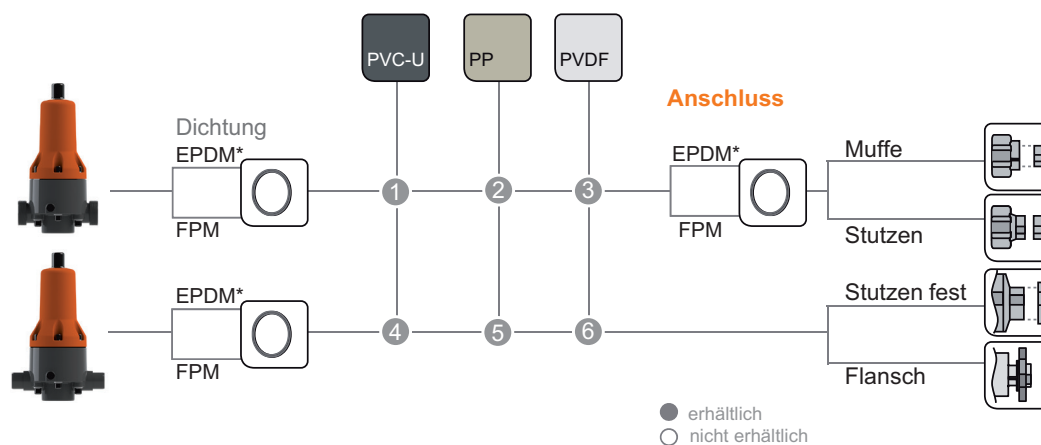 PVC-U
PP
PVDF
Anschluss
Dichtung
EPDM*
FPM
1
2
3
EPDM*
FPM
Muffe
Stutzen
EPDM*
FPM
4
5
6
Stutzen fest
Flansch
erhältlich
nicht erhältlich